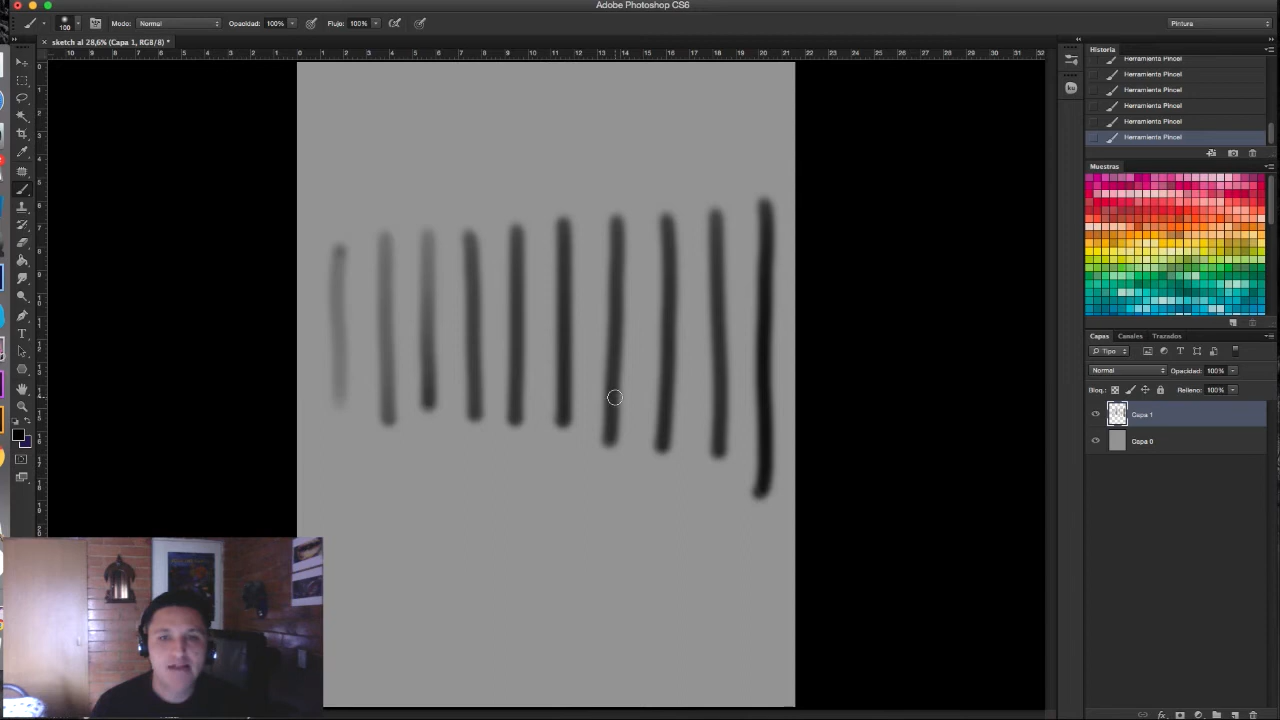 Adobe Photoshop CS6
100
Modo: Normal
Opacidad: 100%
Flujo: 100%
Pintura
sketch al 28,6% (Capa 1, RGB/8) *
Historia
Herramienta Pincel
Herramienta Pincel
Herramienta Pincel
Herramienta Pincel
Herramienta Pincel
Herramienta Pincel
Muestras
ku
Capas Canales Trazados
Tipo
Normal
Opacidad: 100%
Bloq.:
Relleno: 100%
Capa 1
Capa 0